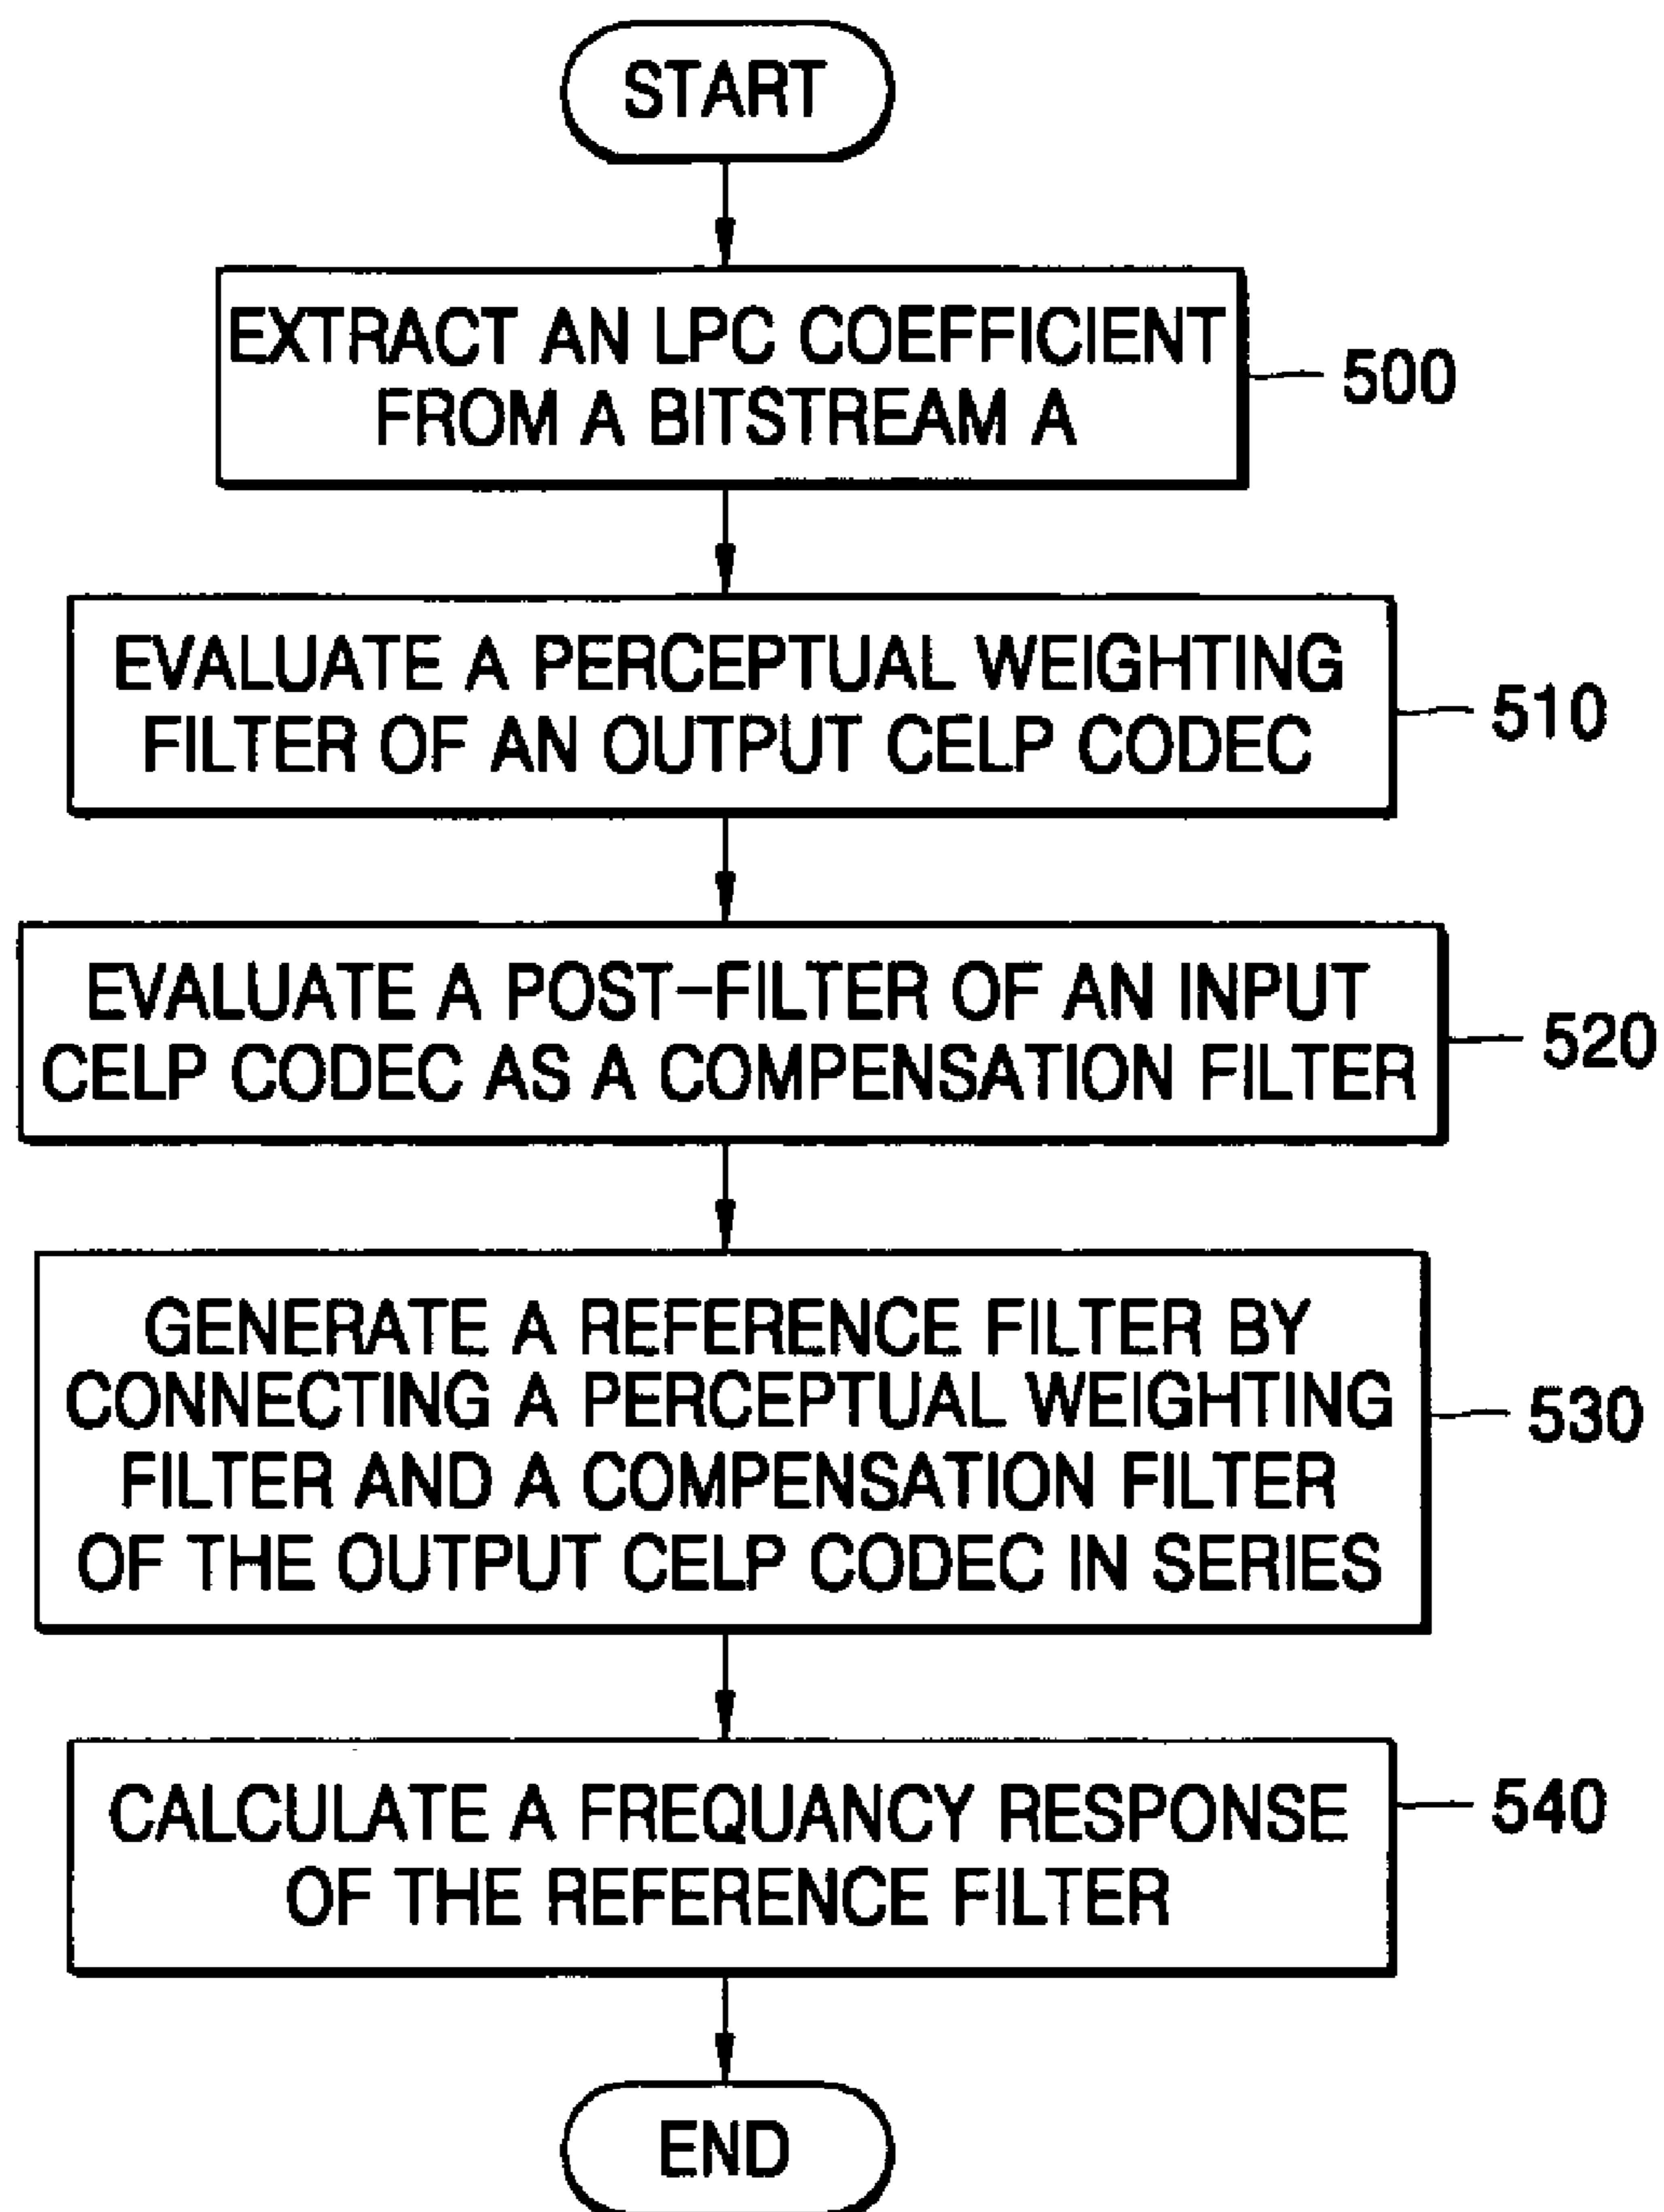 START
EXTRACT AN LPC COEFFICIENT
FROM A BITSTREAM A
500
EVALUATE A PERCEPTUAL WEIGHTING
FILTER OF AN OUTPUT CELP CODEC
510
EVALUATE A POST-FILTER OF AN INPUT
CELP CODEC AS A COMPENSATION FILTER
520
GENERATE A REFERENCE FILTER BY
CONNECTING A PERCEPTUAL WEIGHTING
FILTER AND A COMPENSATION FILTER
OF THE OUTPUT CELP CODEC IN SERIES
530
CALCULATE A FREQUANCY RESPONSE
OF THE REFERENCE FILTER
540
END